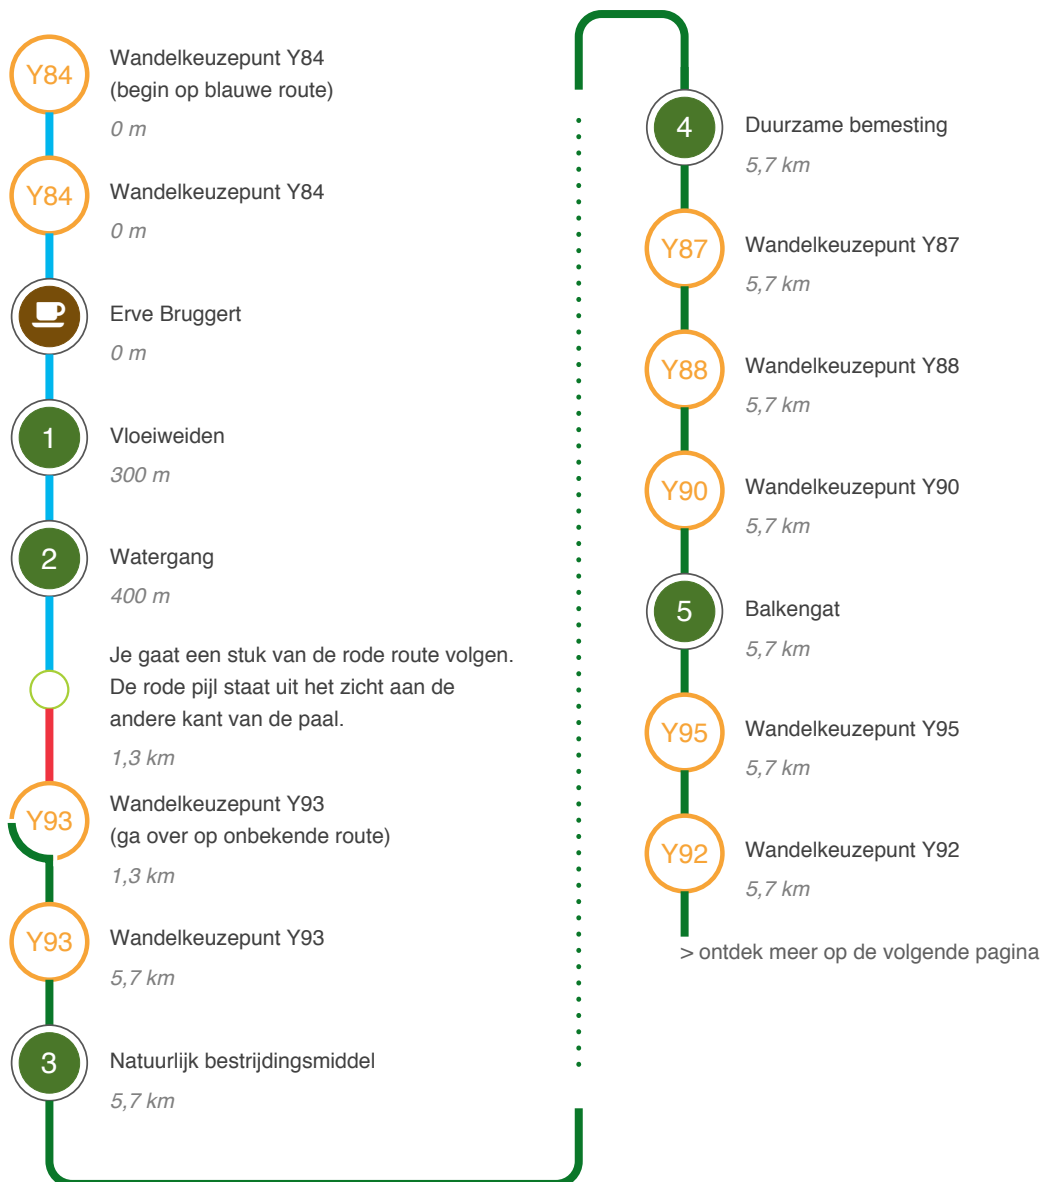 Y84
Wandelkeuzepunt Y84
(begin op blauwe route)
0 m
Y84
Wandelkeuzepunt Y84
0 m
Erve Bruggert
0 m
1
Vloeiweiden
300 m
2
Watergang
400 m
Je gaat een stuk van de rode route volgen.
De rode pijl staat uit het zicht aan de
andere kant van de paal.
1,3 km
Y93
Wandelkeuzepunt Y93
(ga over op onbekende route)
1,3 km
Y93
Wandelkeuzepunt Y93
5,7 km
3
Natuurlijk bestrijdingsmiddel
5,7 km
4
Duurzame bemesting
5,7 km
Y87
Wandelkeuzepunt Y87
5,7 km
Y88
Wandelkeuzepunt Y88
5,7 km
Y90
Wandelkeuzepunt Y90
5,7 km
5
Balkengat
5,7 km
Y95
Wandelkeuzepunt Y95
5,7 km
Y92
Wandelkeuzepunt Y92
5,7 km
> ontdek meer op de volgende pagina